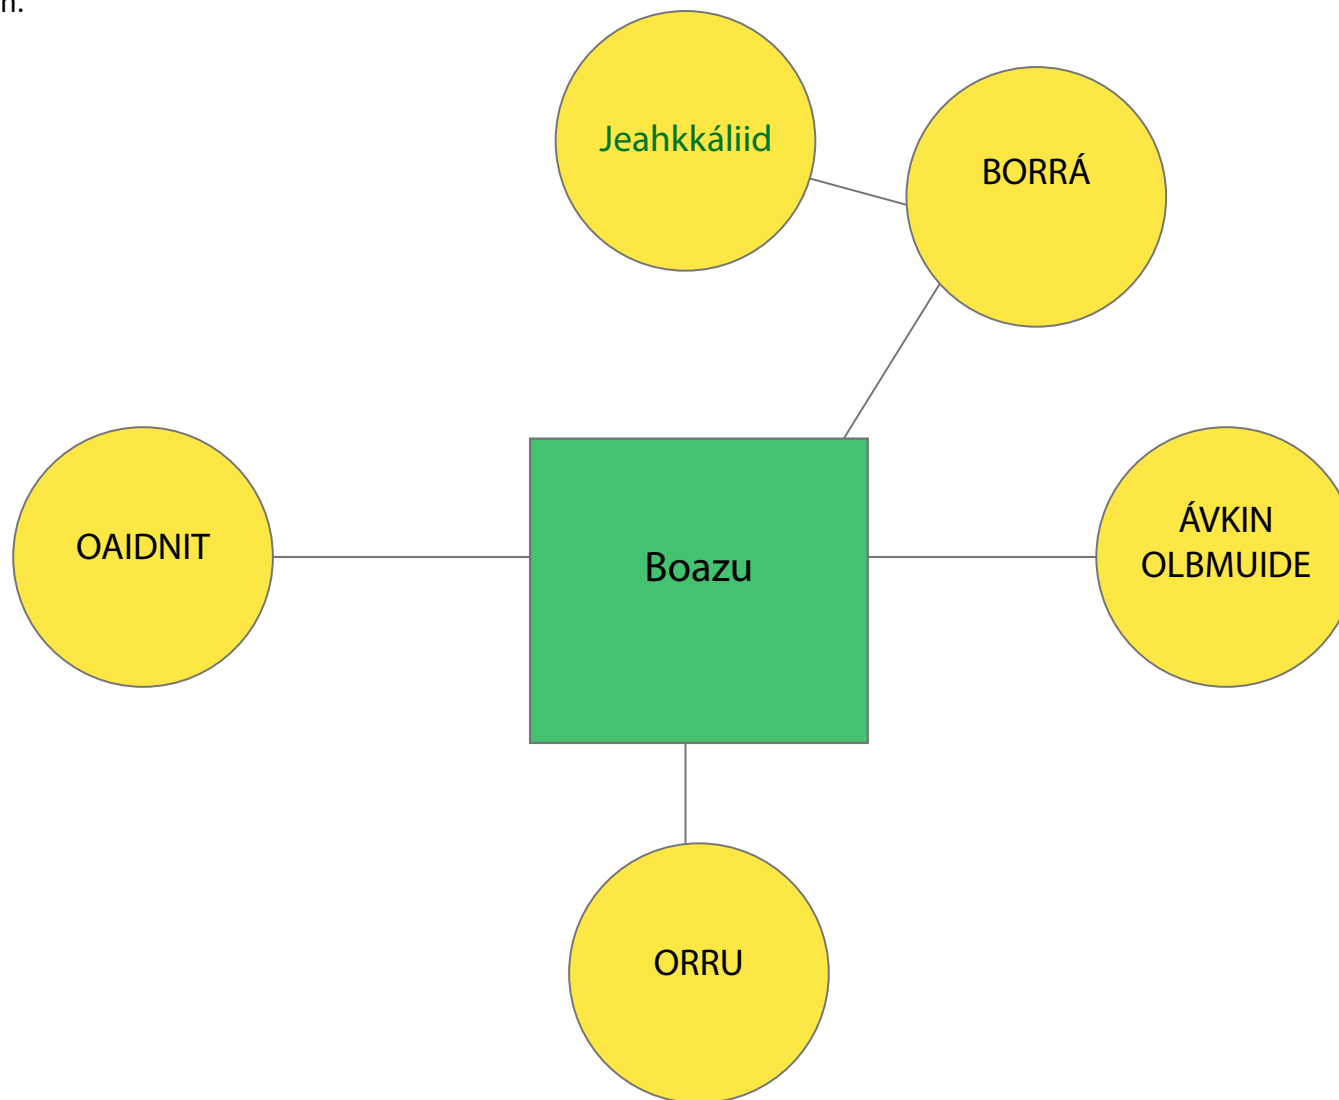 n.
Jeahkkáliid
BORRÁ
OAIDNIT
Boazu
ÁVKIN
OLBMUIDE
ORRU